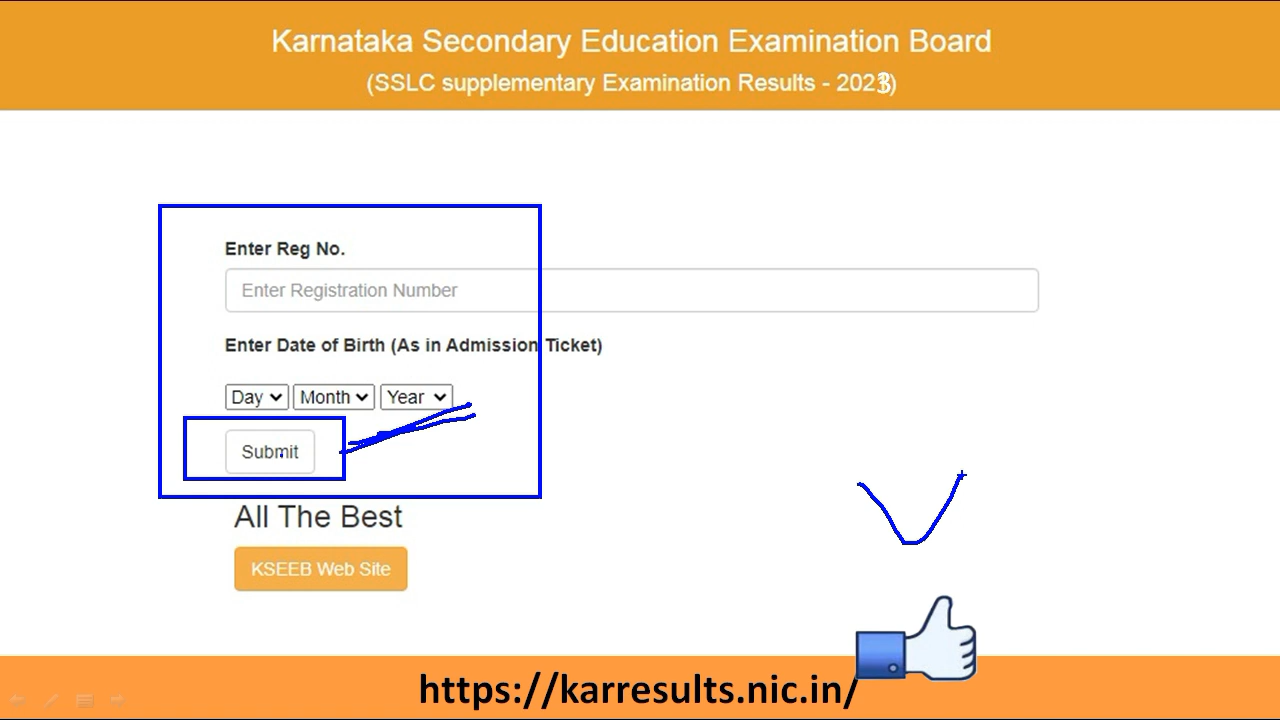 Karnataka Secondary Education Examination Board
(SSLC supplementary Examination Results - 2023)
Enter Reg No.
Enter Registration Number
Enter Date of Birth (As in Admission Ticket)
Day Month Year
Submit
All The Best
KSEEB Web Site
https://karresults.nic.in/